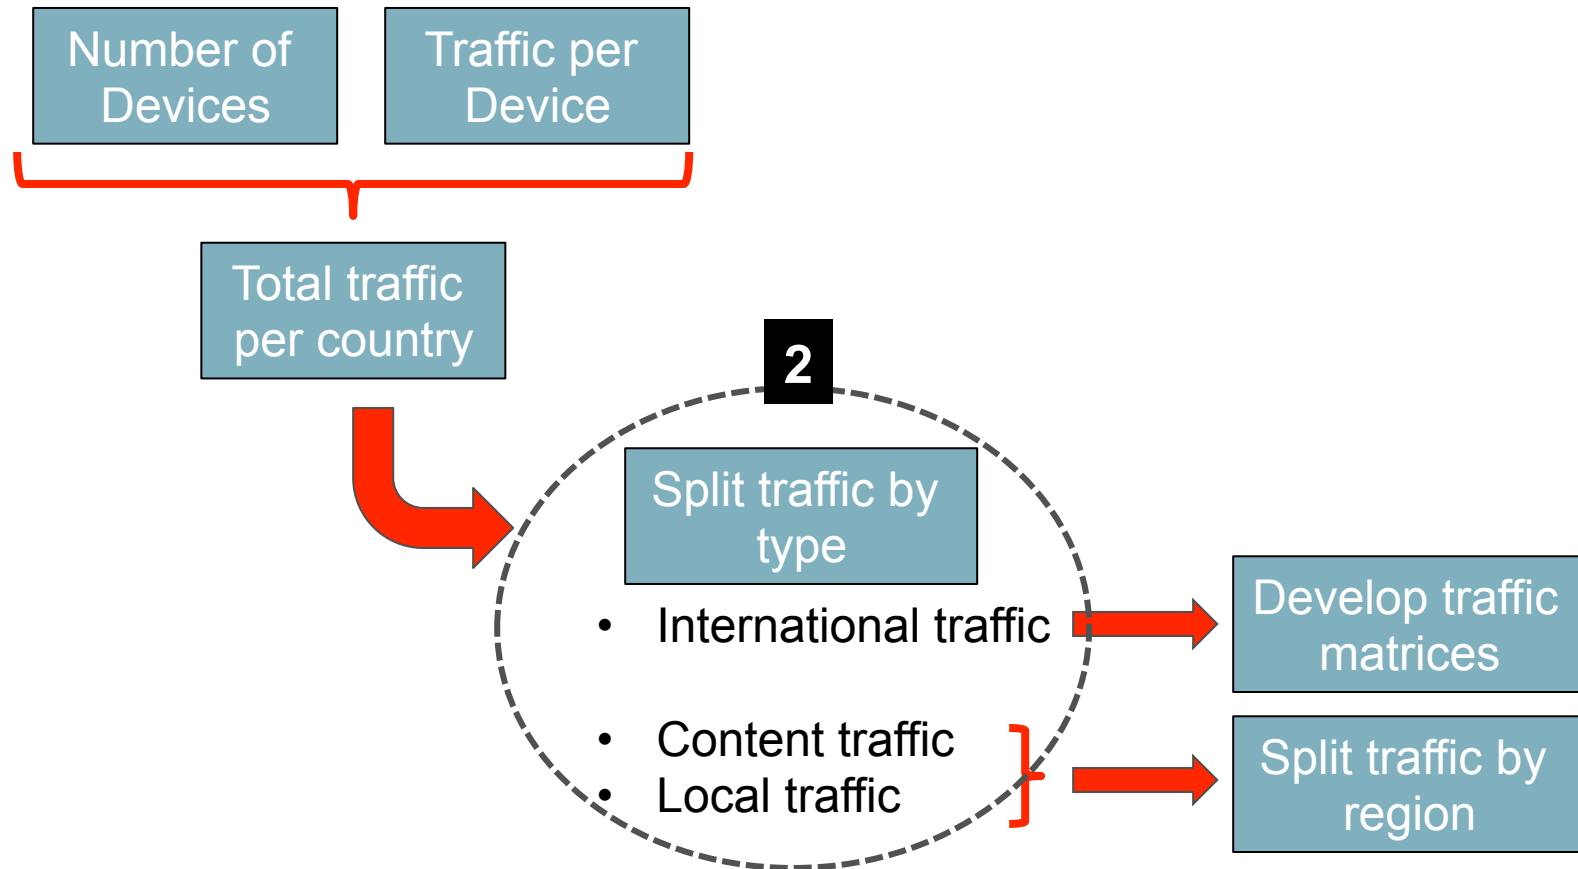 Number of
Devices
Traffic per
Device
Total traffic
per country
2
Split traffic by
type
• International traffic
• Content traffic
• Local traffic
Develop traffic
matrices
Split traffic by
region